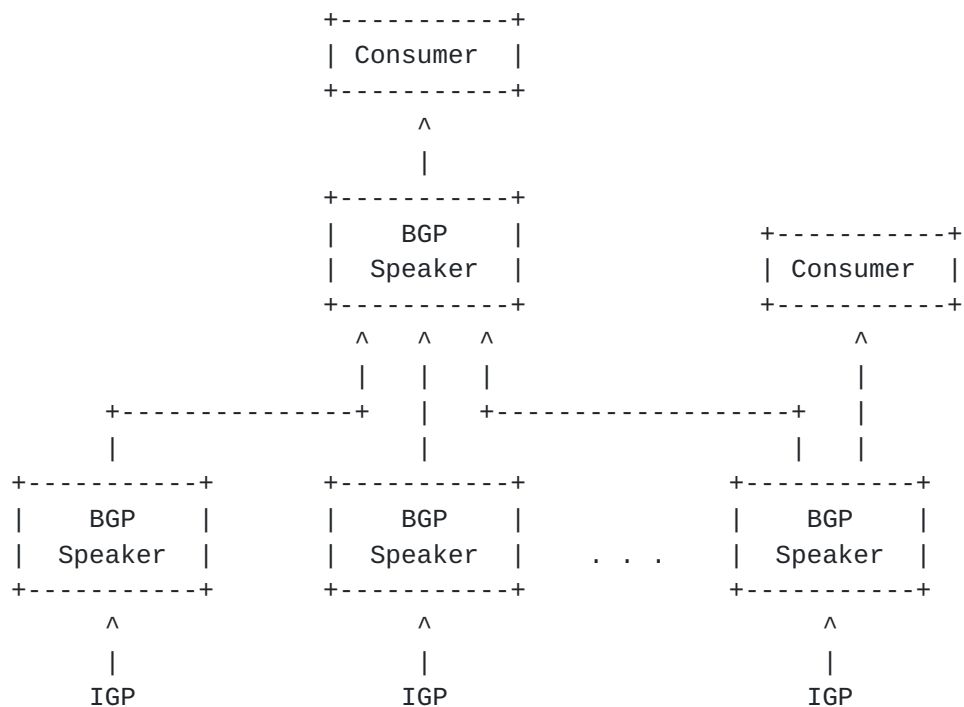 Consumer
BGP
Speaker
Consumer
BGP
Speaker
BGP
Speaker
. . .
BGP
Speaker
IGP
IGP
IGP